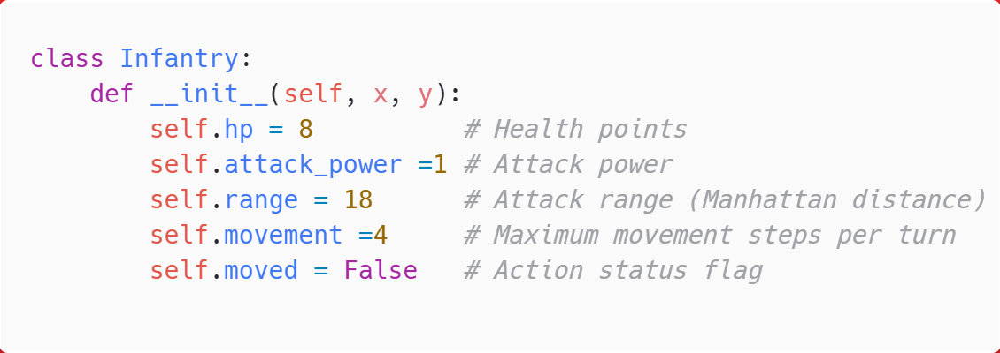 class Infantry:
    def __init__(self, x, y):
        self.hp = 8          # Health points
        self.attack_power =1 # Attack power
        self.range = 18      # Attack range (Manhattan distance)
        self.movement =4     # Maximum movement steps per turn
        self.moved = False   # Action status flag